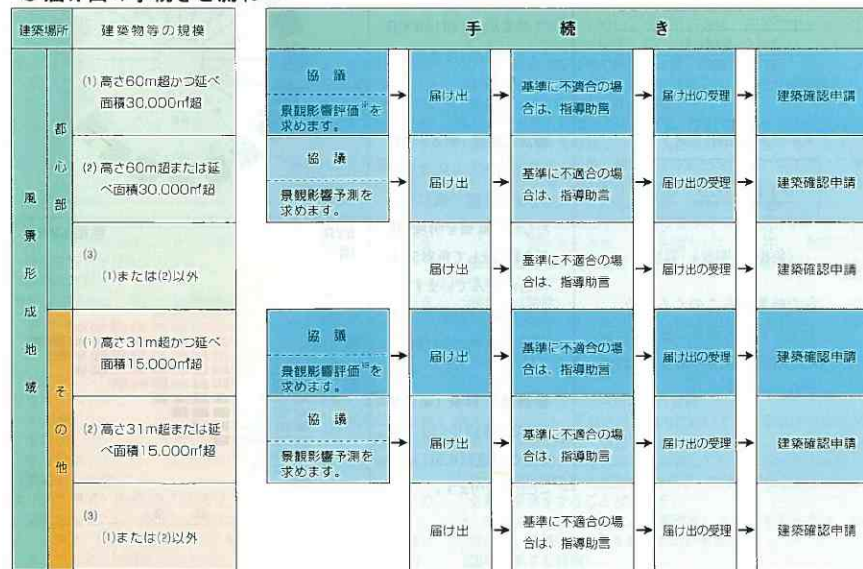 建築場所 建築物等の規模 手続き
風景形成地域
都心部
(1) 高さ60m超かつ延べ
面積30,000㎡超
協議
景観影響評価※を
求めます。
→ 届け出 → 基準に不適合の場
合は、指導助言
→ 届け出の受理 → 建築確認申請
(2) 高さ60m超または延
べ面積30,000㎡超
協議
景観影響予測を
求めます。
→ 届け出 → 基準に不適合の場
合は、指導助言
→ 届け出の受理 → 建築確認申請
(3)
(1)または(2)以外
届け出 → 基準に不適合の場
合は、指導助言
→ 届け出の受理 → 建築確認申請
その他
(1) 高さ31m超かつ延べ
面積15,000㎡超
協議
景観影響評価※を
求めます。
→ 届け出 → 基準に不適合の場
合は、指導助言
→ 届け出の受理 → 建築確認申請
(2) 高さ31m超または延
べ面積15,000㎡超
協議
景観影響予測を
求めます。
→ 届け出 → 基準に不適合の場
合は、指導助言
→ 届け出の受理 → 建築確認申請
(3)
(1)または(2)以外
届け出 → 基準に不適合の場
合は、指導助言
→ 届け出の受理 → 建築確認申請